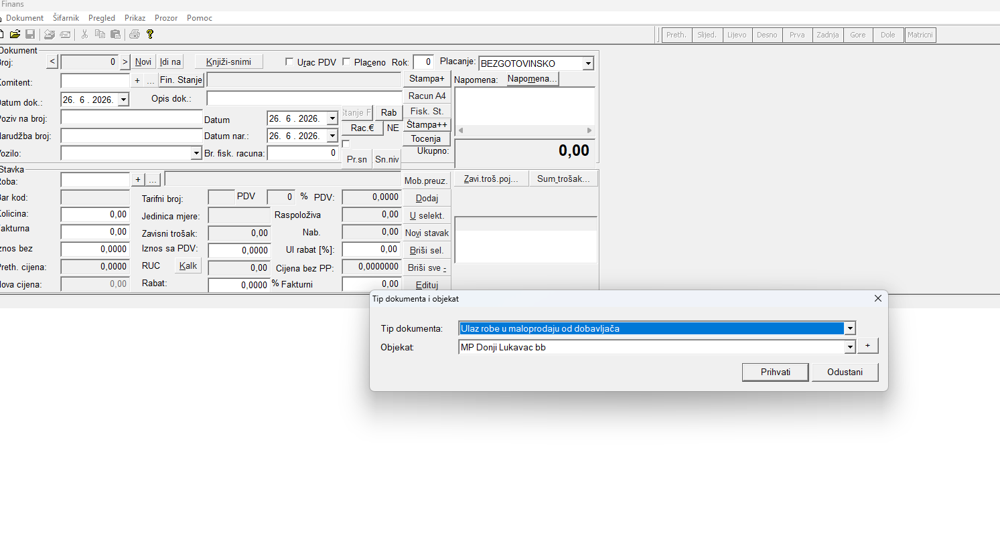 Finans
Dokument Šifarnik Pregled Prikaz Prozor Pomoc
Preth. Slijed. Lijevo Desno Prva Zadnja Gore Dole Matricni
Dokument
Broj: < 0 > Novi Idi na Knjiži-snimi Urac PDV Placeno Rok: 0 Placanje: BEZGOTOVINSKO
Komitent: + ... Fin. Stanje Stampa+ Napomena: Napomena...
Datum dok.: 26. 6. 2026. Opis dok.: Racun A4
Poziv na broj: Datum 26. 6. 2026. Stanje F Rab Fisk. St.
Rac.€ NE Štampa++
Narudžba broj: Datum nar.: 26. 6. 2026. Tocenja
Vozilo: Br. fisk. racuna: 0 Pr.sn Sn.niv Ukupno: 0,00
Stavka
Roba: + ... Mob.preuz. Zavi.troš.poj... Sum_trošak...
Bar kod: Tarifni broj: PDV 0 % PDV: 0,0000 Dodaj
Kolicina: 0,00 Jedinica mjere: Raspoloživa 0,00 U selekt.
Fakturna 0,00 Zavisni trošak: 0,00 Nab. 0,00 Novi stavak
Iznos bez 0,0000 Iznos sa PDV: 0,0000 Ul rabat [%]: 0,00 Briši sel.
Preth. cijena: 0,0000 RUC Kalk 0,00 Cijena bez PP: 0,0000000 Briši sve -
Nova cijena: 0,00 Rabat: 0,0000 % Fakturni 0,00 Edituj
Tip dokumenta i objekat
Tip dokumenta: Ulaz robe u maloprodaju od dobavljača
Objekat: MP Donji Lukavac bb +
Prihvati Odustani